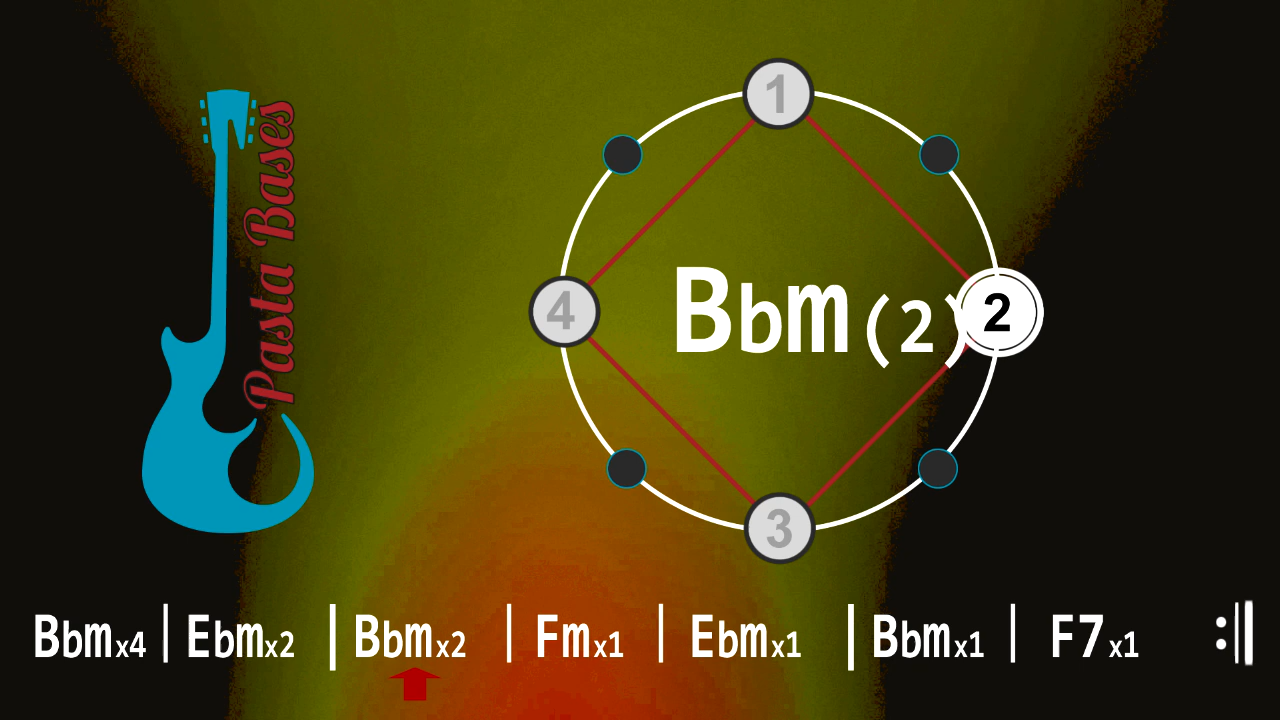 Pasta Bases
1
4
Bbm(2)
2
3
Bbmx4 | Ebmx2 | Bbmx2 | Fmx1 | Ebmx1 | Bbmx1 | F7x1 :|